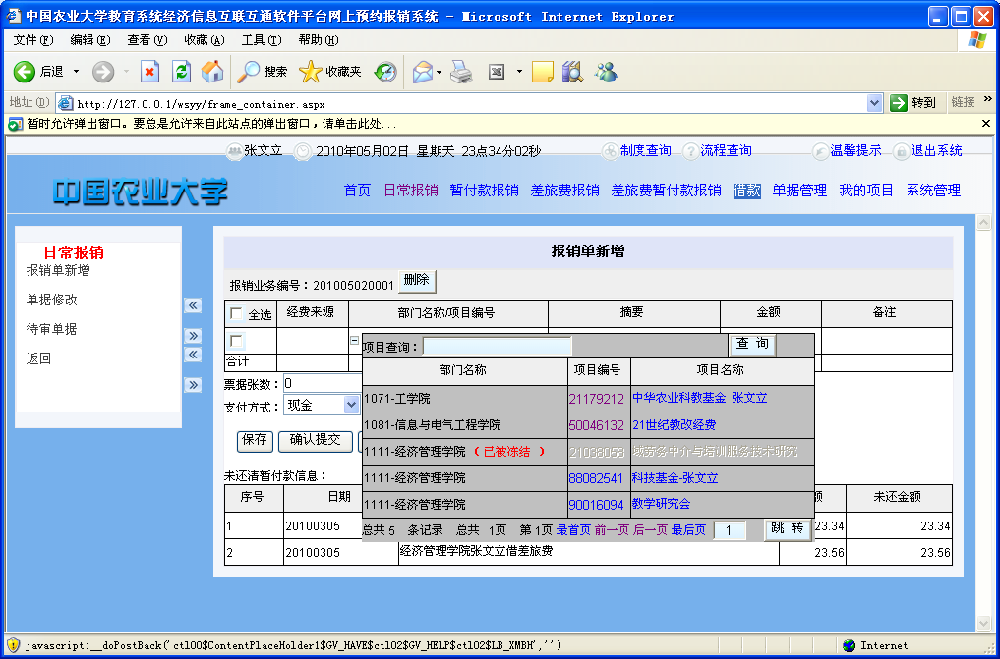 中国农业大学教育系统经济信息互联互通软件平台网上预约报销系统 - Microsoft Internet Explorer
文件(F) 编辑(E) 查看(V) 收藏(A) 工具(T) 帮助(H)
后退 搜索 收藏夹
地址(D) http://127.0.0.1/wsyy/frame_container.aspx 转到 链接 »
暂时允许弹出窗口。要总是允许来自此站点的弹出窗口，请单击此处...
张文立 2010年05月02日 星期天 23点34分02秒 制度查询 流程查询 温馨提示 退出系统
中国农业大学 首页 日常报销 暂付款报销 差旅费报销 差旅费暂付款报销 借款 单据管理 我的项目 系统管理
日常报销
报销单新增
单据修改
待审单据
返回
报销单新增
报销业务编号：201005020001 删除
全选 经费来源 部门名称/项目编号 摘要 金额 备注
合计
票据张数： 0
支付方式： 现金
保存 确认提交
项目查询： 查 询
部门名称 项目编号 项目名称
1071-工学院 21179212 中华农业科教基金 张文立
1081-信息与电气工程学院 50046132 21世纪教改经费
1111-经济管理学院 （已被冻结 ） 21038058 域劳务中介与培训服务技术研究
1111-经济管理学院 88082541 科技基金-张文立
1111-经济管理学院 90016094 教学研究会
总共 5 条记录 总共 1页 第 1页 最首页 前一页 后一页 最后页 1 跳 转
未还清暂付款信息：
序号 日期 额 未还金额
1 20100305 23.34 23.34
2 20100305 经济管理学院张文立借差旅费 23.56 23.56
javascript:__doPostBack('ctl00$ContentPlaceHolder1$GV_HAVE$ctl02$GV_HELP$ctl02$LB_XMBH','') Internet